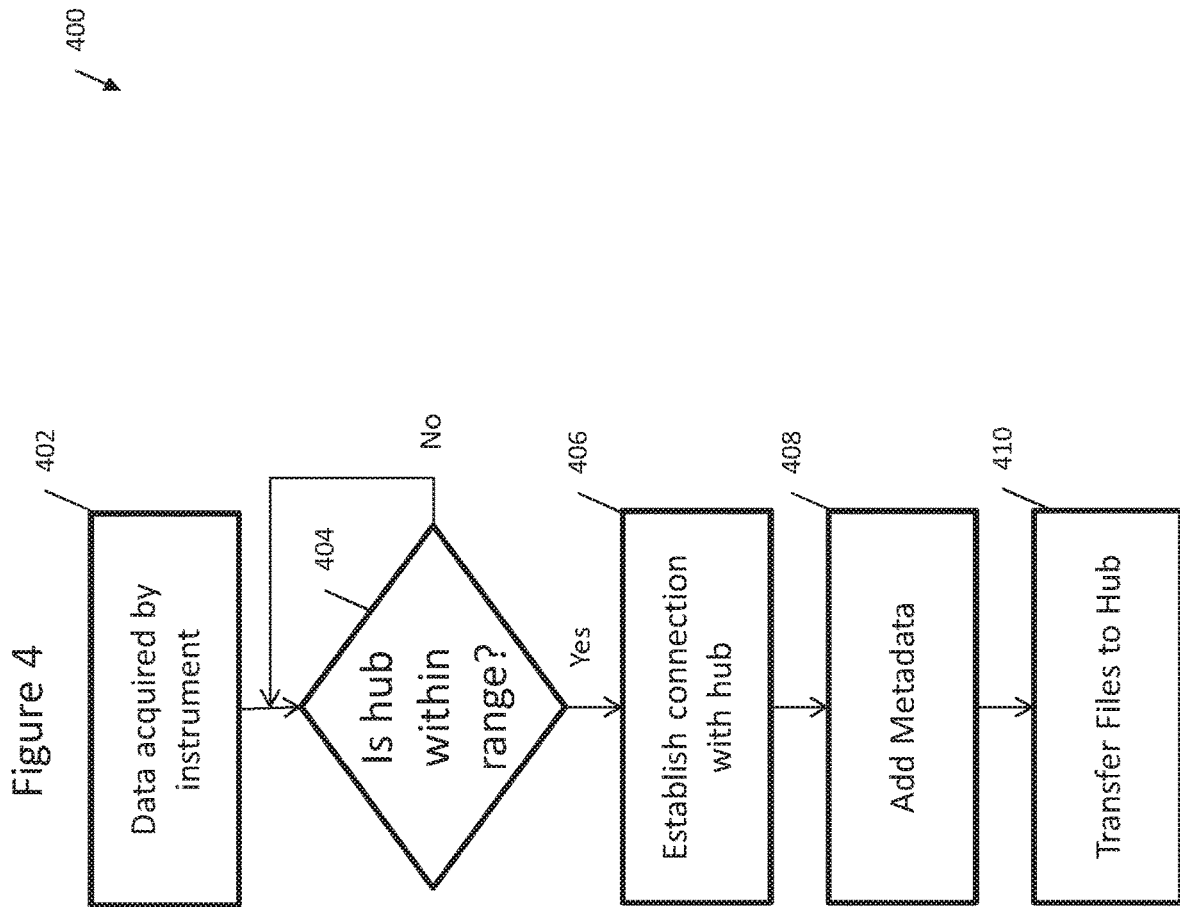 Figure 4
400
402
Data acquired by
instrument
404
Is hub
within
range?
No
Yes
406
Establish connection
with hub
408
Add Metadata
410
Transfer Files to Hub